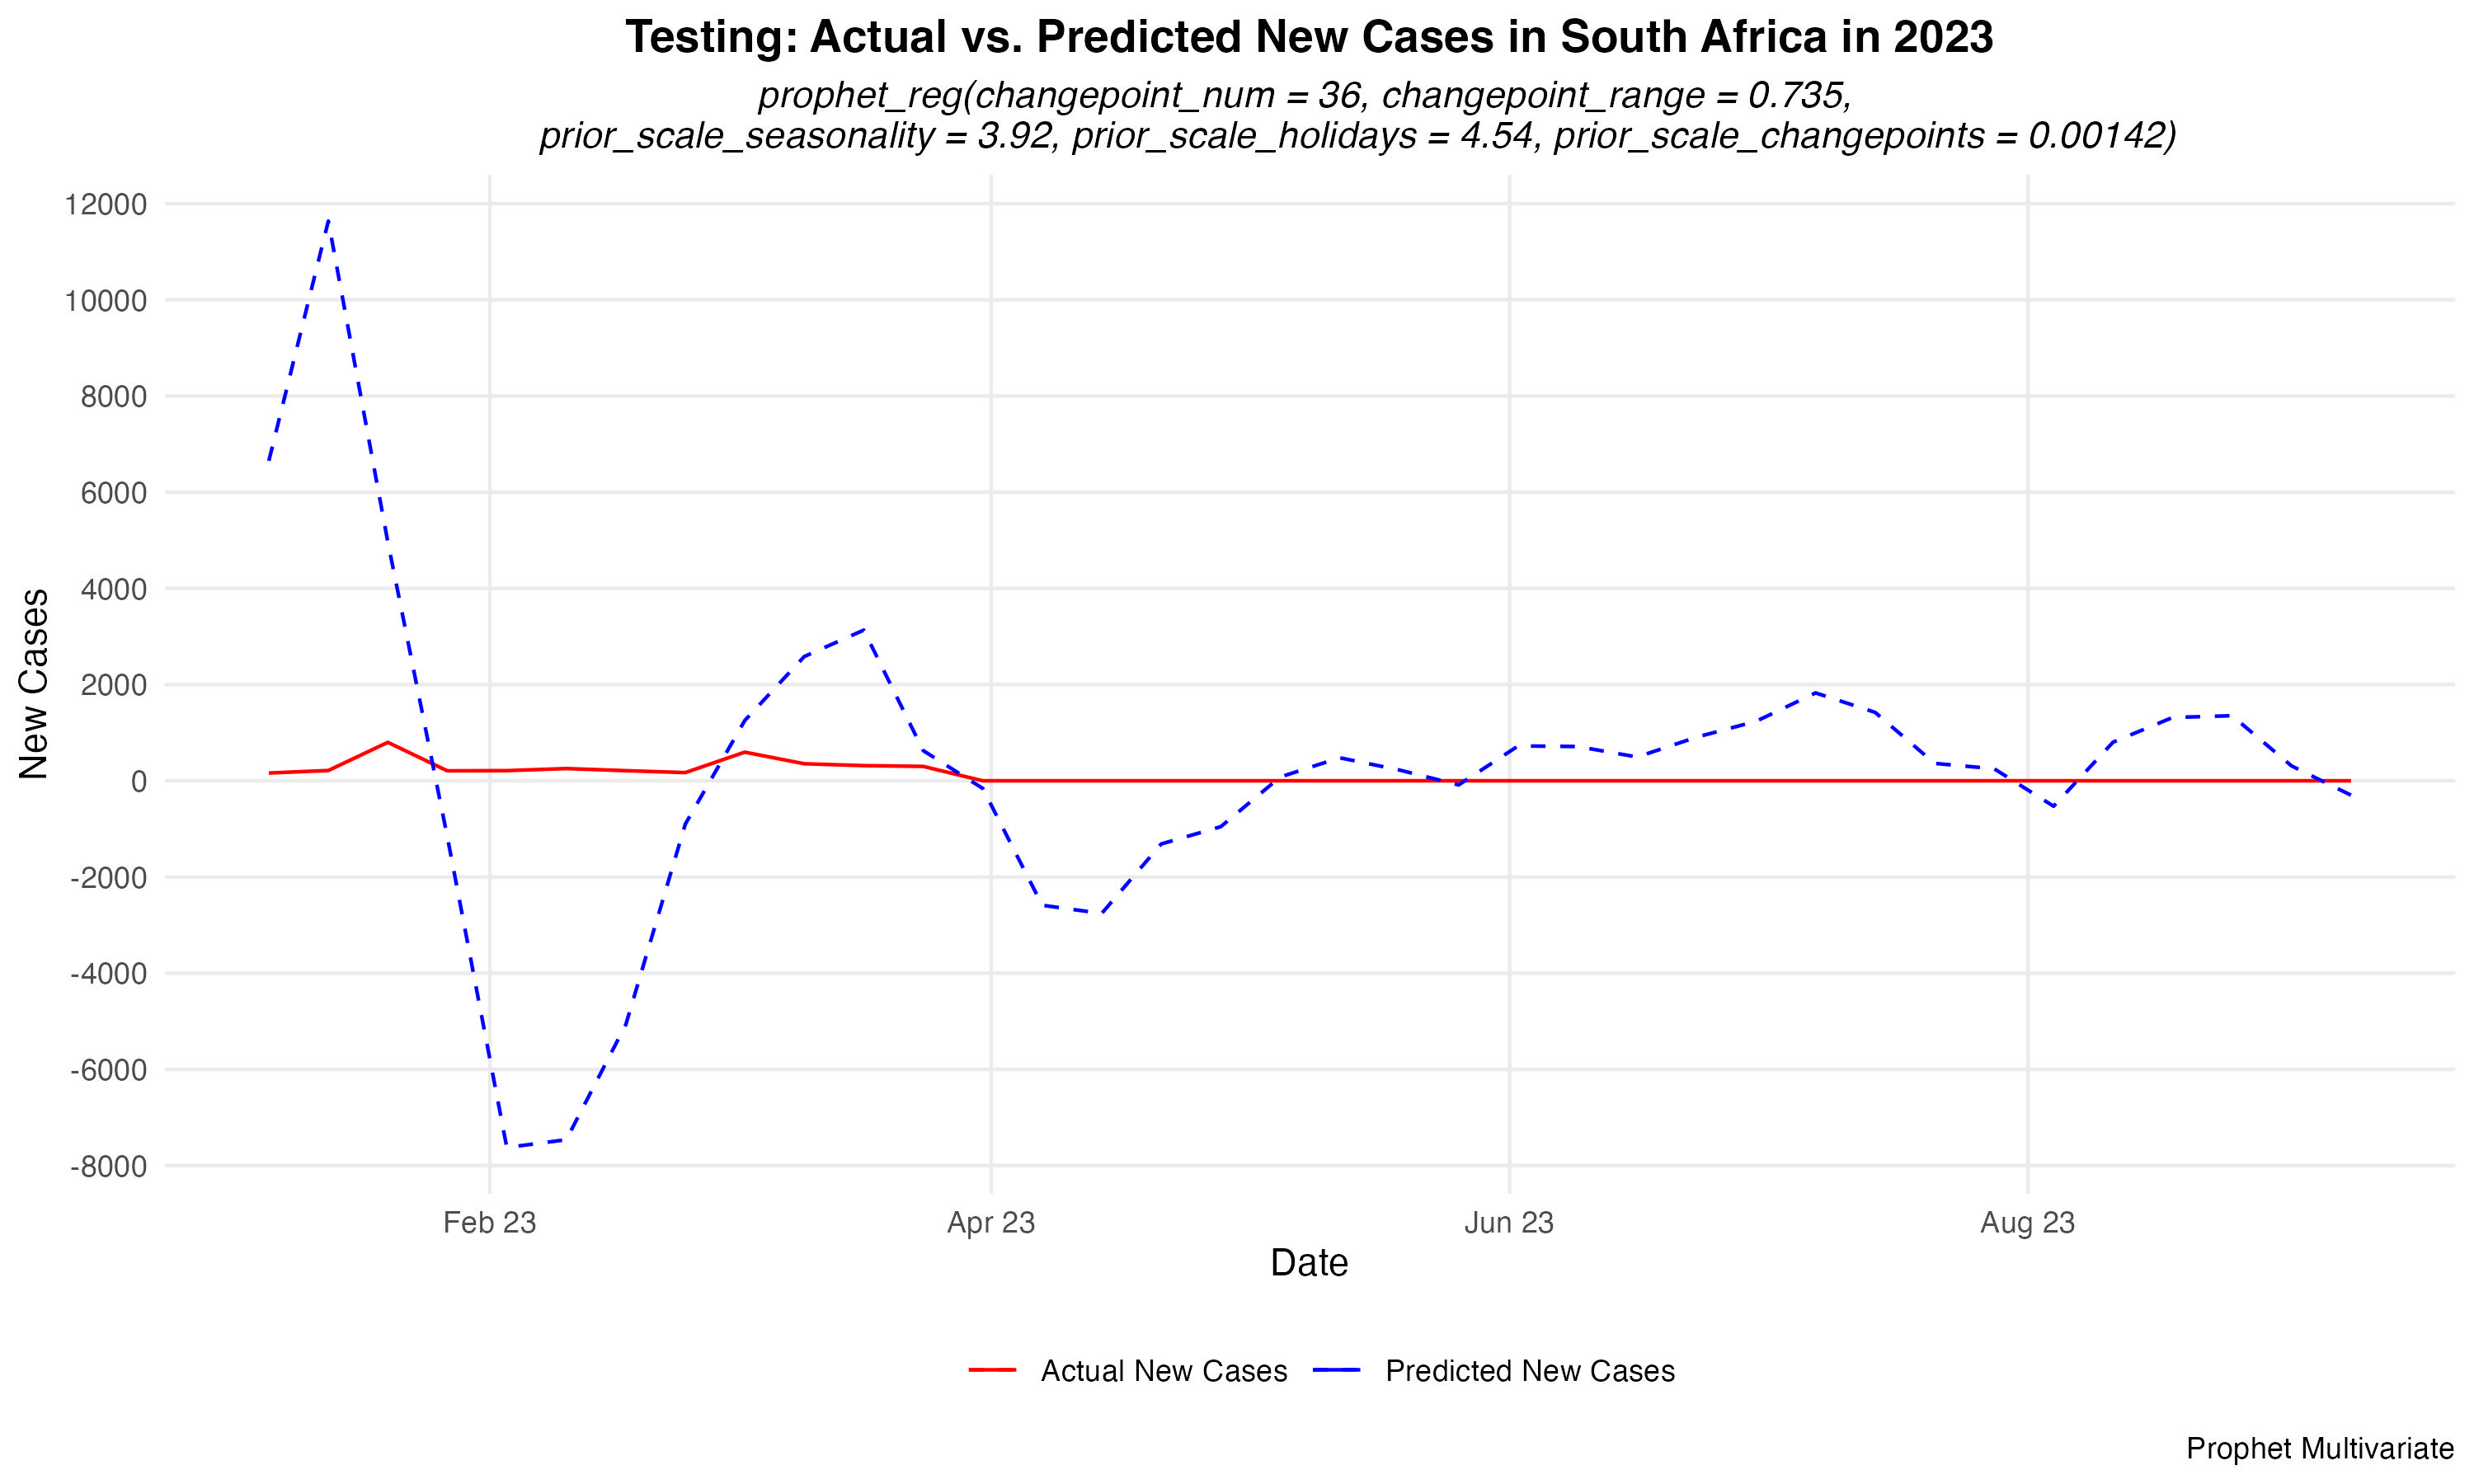 Testing: Actual vs. Predicted New Cases in South Africa in 2023
prophet_reg(changepoint_num = 36, changepoint_range = 0.735,
prior_scale_seasonality = 3.92, prior_scale_holidays = 4.54, prior_scale_changepoints = 0.00142)
12000
10000
8000
6000
4000
2000
0
-2000
-4000
-6000
-8000
New Cases
Feb 23
Apr 23
Jun 23
Aug 23
Date
Actual New Cases
Predicted New Cases
Prophet Multivariate